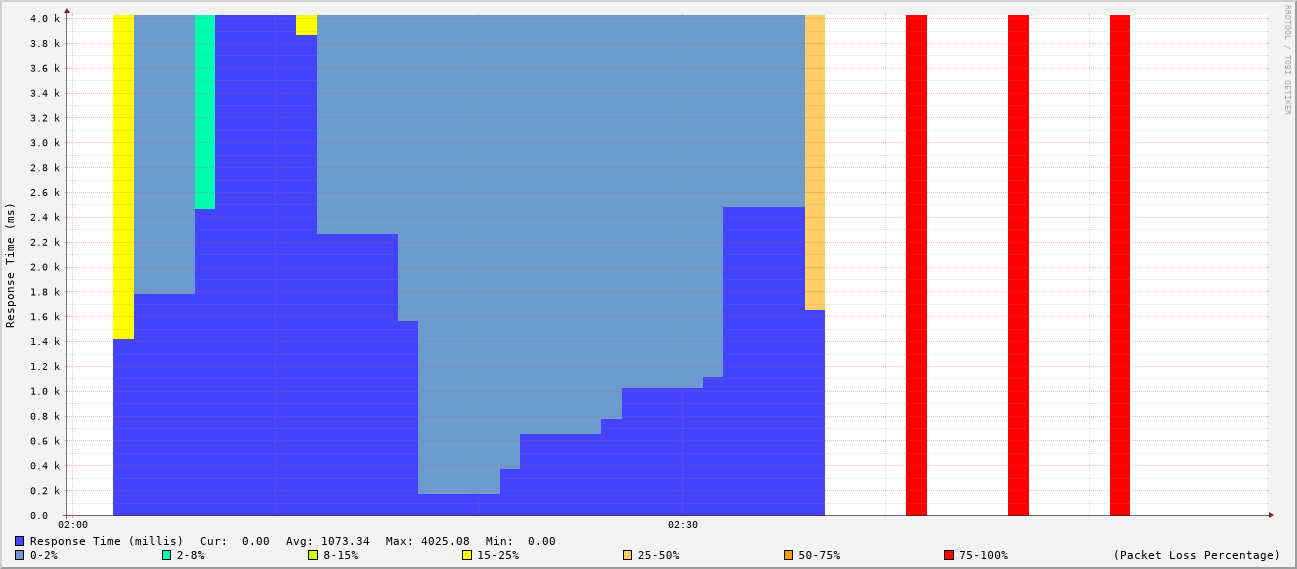 RRDTOOL / TOBI OETIKER
Response Time (ms)
4.0 k
3.8 k
3.6 k
3.4 k
3.2 k
3.0 k
2.8 k
2.6 k
2.4 k
2.2 k
2.0 k
1.8 k
1.6 k
1.4 k
1.2 k
1.0 k
0.8 k
0.6 k
0.4 k
0.2 k
0.0
02:00 02:30
Response Time (millis) Cur: 0.00 Avg: 1073.34 Max: 4025.08 Min: 0.00
0-2% 2-8% 8-15% 15-25% 25-50% 50-75% 75-100% (Packet Loss Percentage)